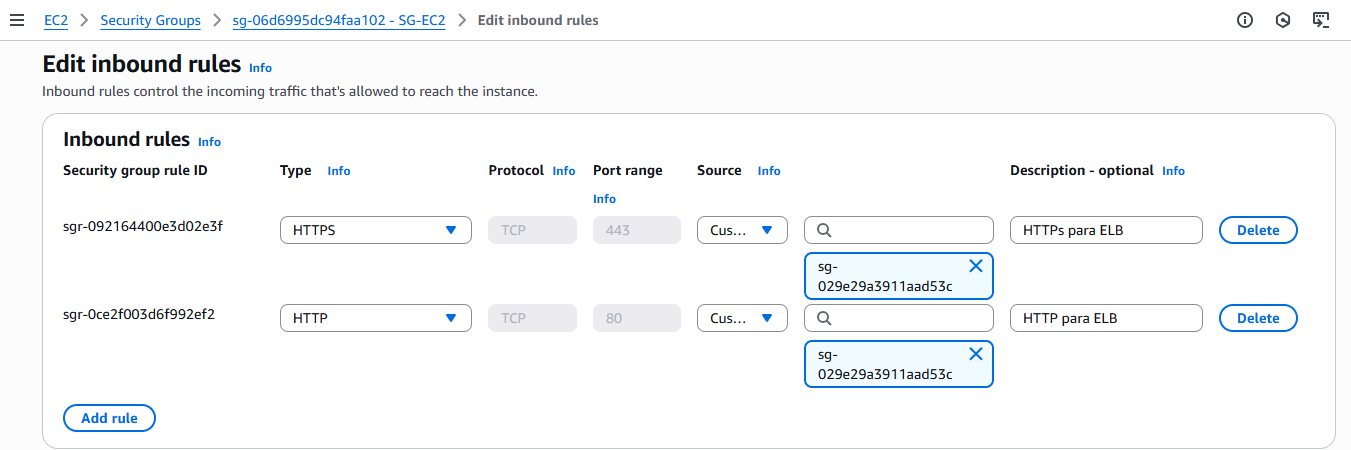 EC2 > Security Groups > sg-06d6995dc94faa102 - SG-EC2 > Edit inbound rules
Edit inbound rules Info
Inbound rules control the incoming traffic that's allowed to reach the instance.
Inbound rules Info
Security group rule ID Type Info Protocol Info Port range Info Source Info Description - optional Info
sgr-092164400e3d02e3f HTTPS TCP 443 Cus... HTTPs para ELB Delete
sg-
029e29a3911aad53c
sgr-0ce2f003d6f992ef2 HTTP TCP 80 Cus... HTTP para ELB Delete
sg-
029e29a3911aad53c
Add rule